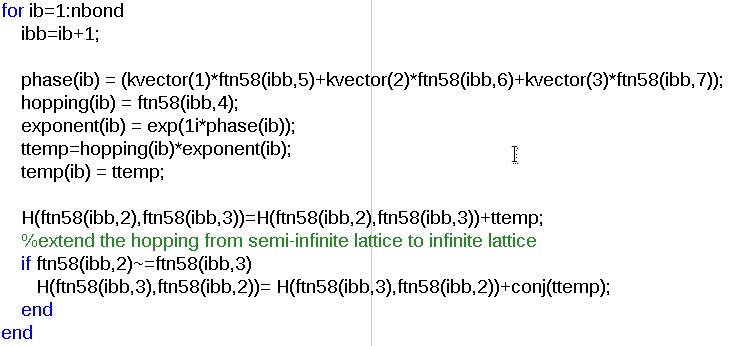 for ib=1:nbond
ibb=ib+1;
phase(ib) = (kvector(1)*ftn58(ibb,5)+kvector(2)*ftn58(ibb,6)+kvector(3)*ftn58(ibb,7));
hopping(ib) = ftn58(ibb,4);
exponent(ib) = exp(1i*phase(ib));
ttemp=hopping(ib)*exponent(ib);
temp(ib) = ttemp;
H(ftn58(ibb,2),ftn58(ibb,3))=H(ftn58(ibb,2),ftn58(ibb,3))+ttemp;
%extend the hopping from semi-infinite lattice to infinite lattice
if ftn58(ibb,2)~=ftn58(ibb,3)
H(ftn58(ibb,3),ftn58(ibb,2))= H(ftn58(ibb,3),ftn58(ibb,2))+conj(ttemp);
end
end